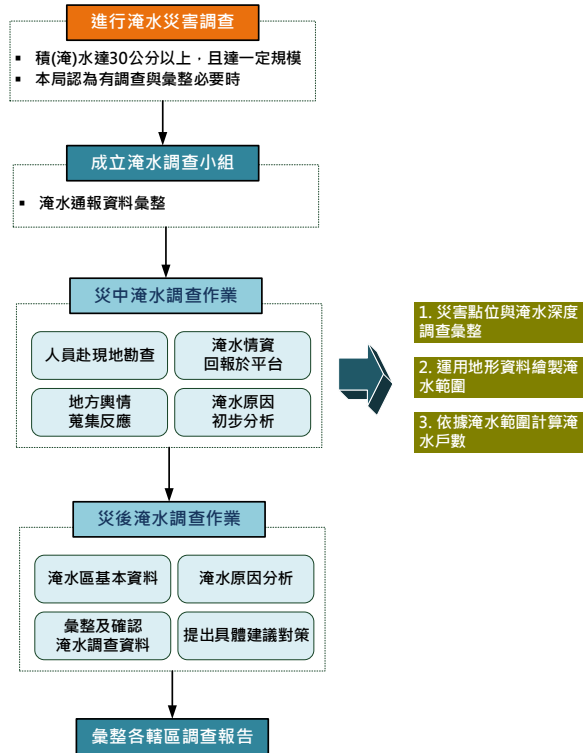 進行淹水災害調查
▪ 積(淹)水達30公分以上，且達一定規模
▪ 本局認為有調查與彙整必要時
成立淹水調查小組
▪ 淹水通報資料彙整
災中淹水調查作業
人員赴現地勘查
淹水情資
回報於平台
地方輿情
蒐集反應
淹水原因
初步分析
1. 災害點位與淹水深度
調查彙整
2. 運用地形資料繪製淹
水範圍
3. 依據淹水範圍計算淹
水戶數
災後淹水調查作業
淹水區基本資料
淹水原因分析
彙整及確認
淹水調查資料
提出具體建議對策
彙整各轄區調查報告